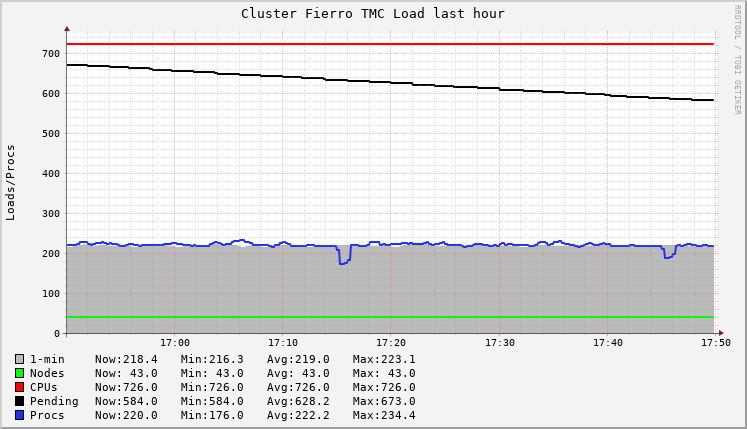 Cluster Fierro TMC Load last hour
RRDTOOL / TOBI OETIKER
Loads/Procs
700
600
500
400
300
200
100
0
17:00 17:10 17:20 17:30 17:40 17:50
1-min Now:218.4 Min:216.3 Avg:219.0 Max:223.1
Nodes Now: 43.0 Min: 43.0 Avg: 43.0 Max: 43.0
CPUs Now:726.0 Min:726.0 Avg:726.0 Max:726.0
Pending Now:584.0 Min:584.0 Avg:628.2 Max:673.0
Procs Now:220.0 Min:176.0 Avg:222.2 Max:234.4